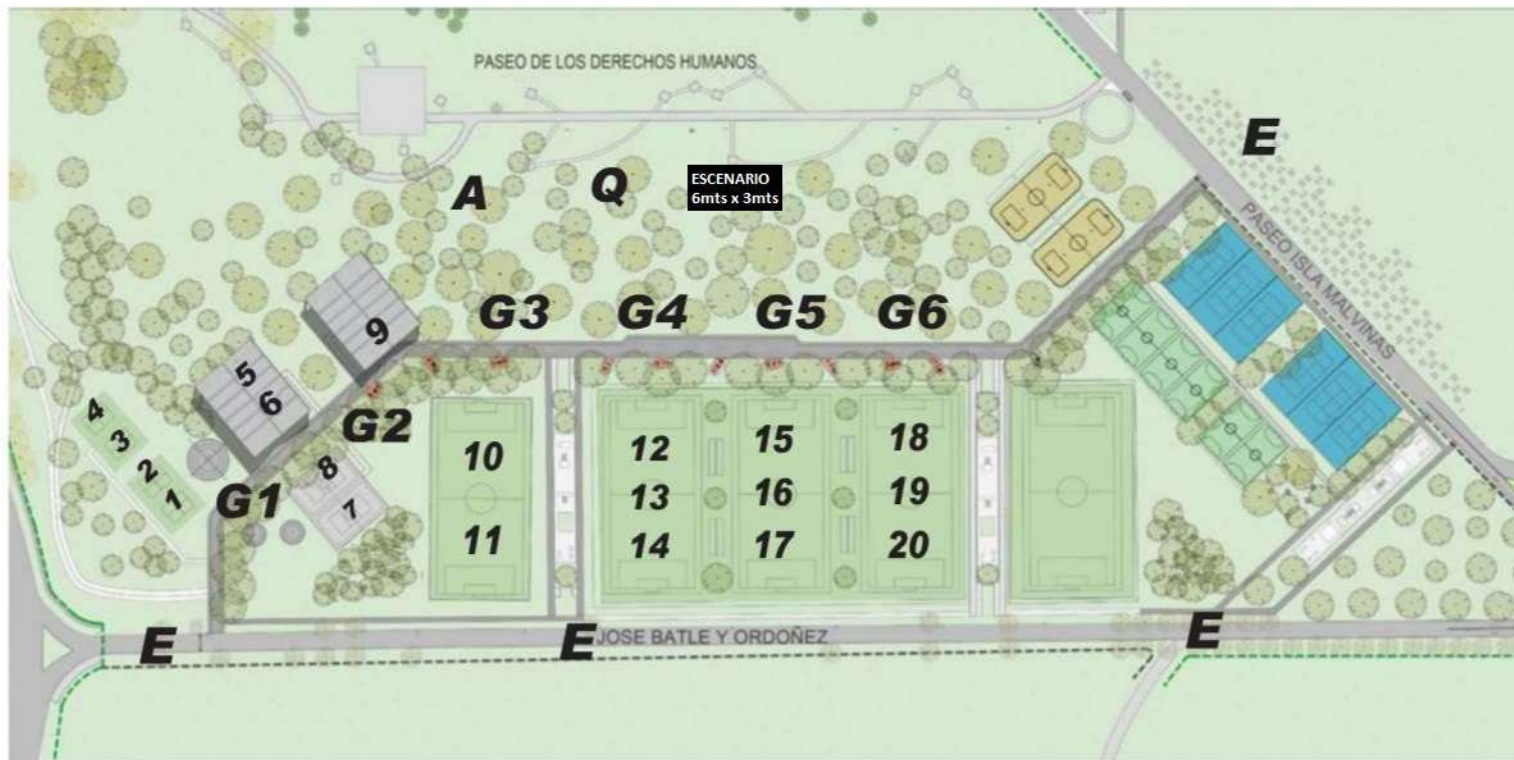 PASEO DE LOS DERECHOS HUMANOS
E
A
Q
ESCENARIO
6mts x 3mts
PASEO ISLA MALVINAS
G3
G4
G5
G6
9
5
6
4
3
2
1
G2
8
7
G1
10
11
12
13
14
15
16
17
18
19
20
E
E
JOSE BATLE Y ORDOÑEZ
E